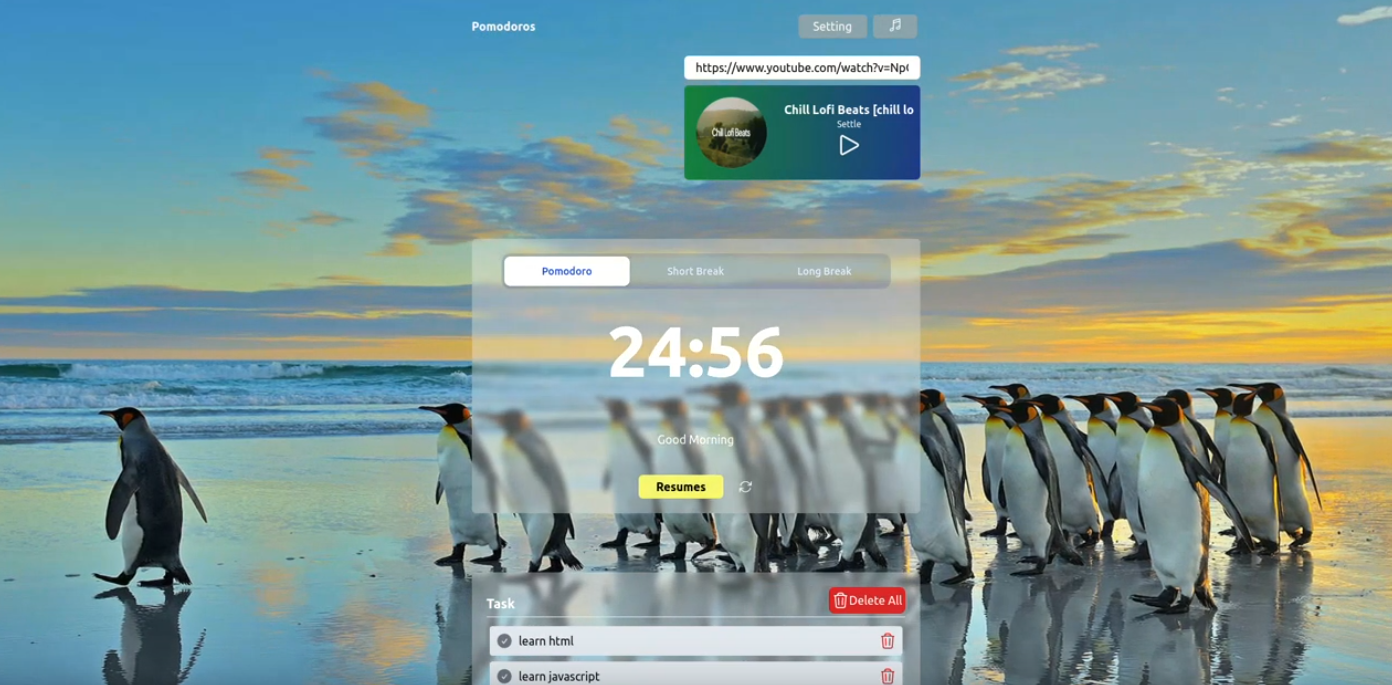 Pomodoros
Setting
https://www.youtube.com/watch?v=Np
Chill Lofi Beats
Chill Lofi Beats [chill lo
Settle
Pomodoro
Short Break
Long Break
24:56
Good Morning
Resumes
Task
Delete All
learn html
learn javascript